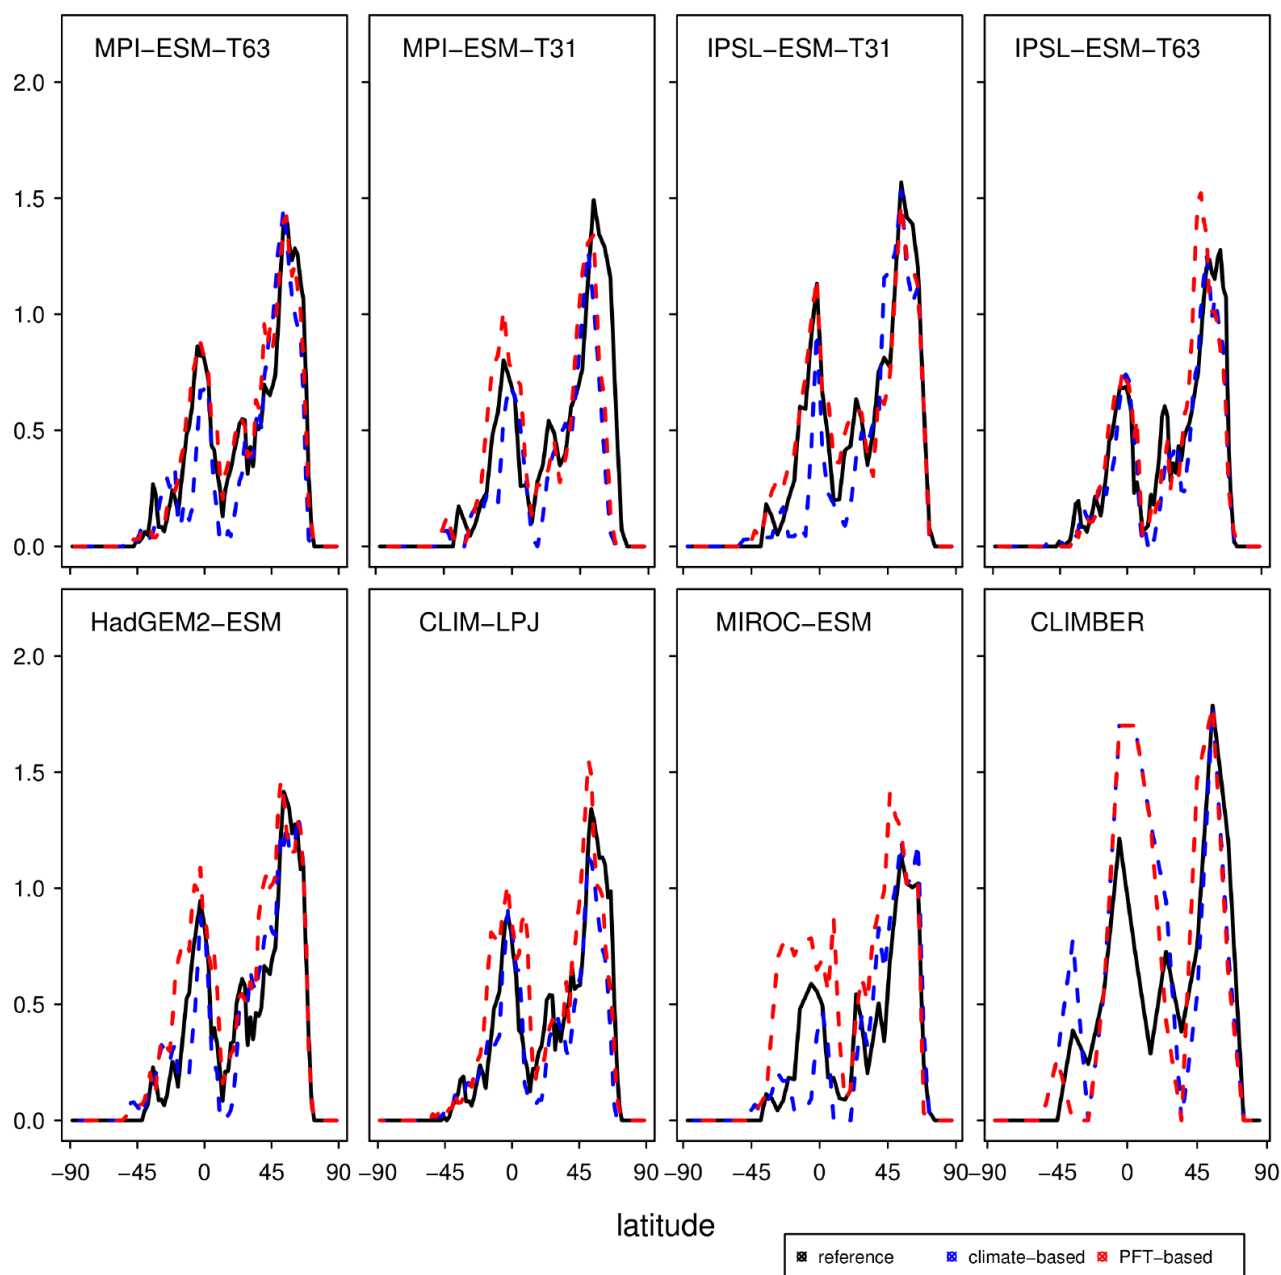 MPI−ESM−T63 MPI−ESM−T31 IPSL−ESM−T31 IPSL−ESM−T63
2.0
1.5
1.0
0.5
0.0
HadGEM2−ESM CLIM−LPJ MIROC−ESM CLIMBER
2.0
1.5
1.0
0.5
0.0
−90 −45 0 45 90 −90 −45 0 45 90 −90 −45 0 45 90 −90 −45 0 45 90
latitude
reference climate−based PFT−based